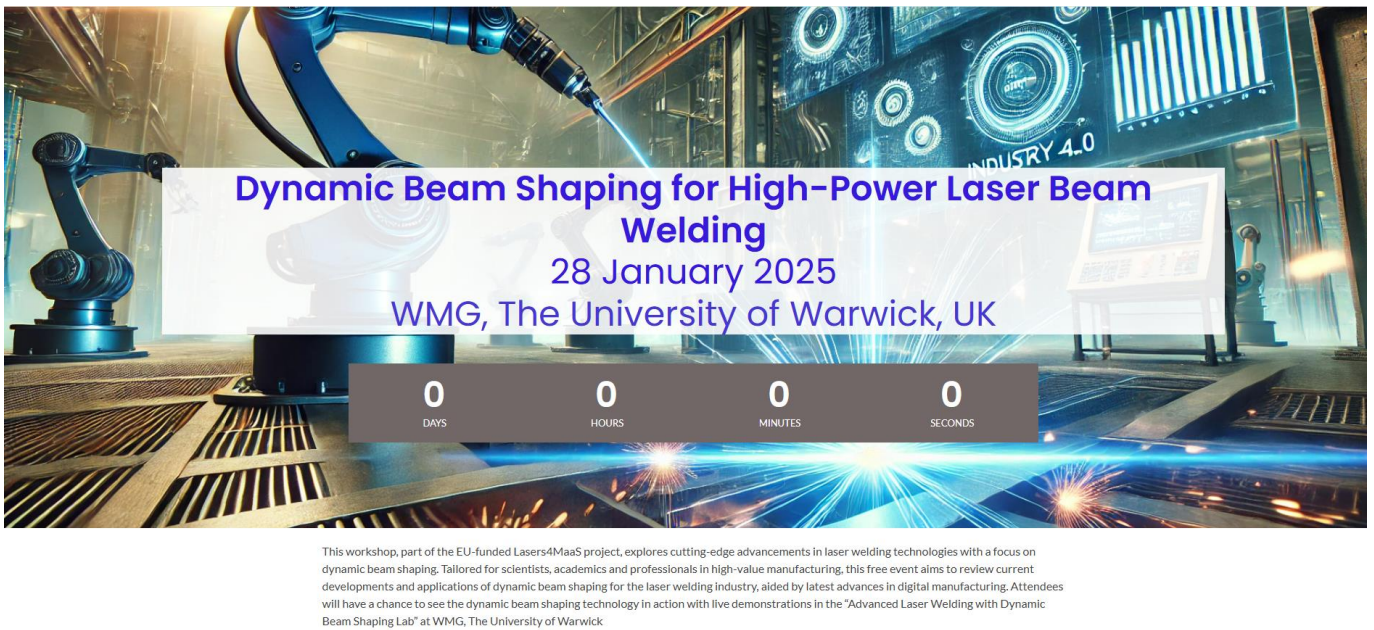 INDUSTRY 4.0
Dynamic Beam Shaping for High-Power Laser Beam
Welding
28 January 2025
WMG, The University of Warwick, UK
0 0 0 0
DAYS HOURS MINUTES SECONDS
This workshop, part of the EU-funded Lasers4MaaS project, explores cutting-edge advancements in laser welding technologies with a focus on
dynamic beam shaping. Tailored for scientists, academics and professionals in high-value manufacturing, this free event aims to review current
developments and applications of dynamic beam shaping for the laser welding industry, aided by latest advances in digital manufacturing. Attendees
will have a chance to see the dynamic beam shaping technology in action with live demonstrations in the “Advanced Laser Welding with Dynamic
Beam Shaping Lab” at WMG, The University of Warwick